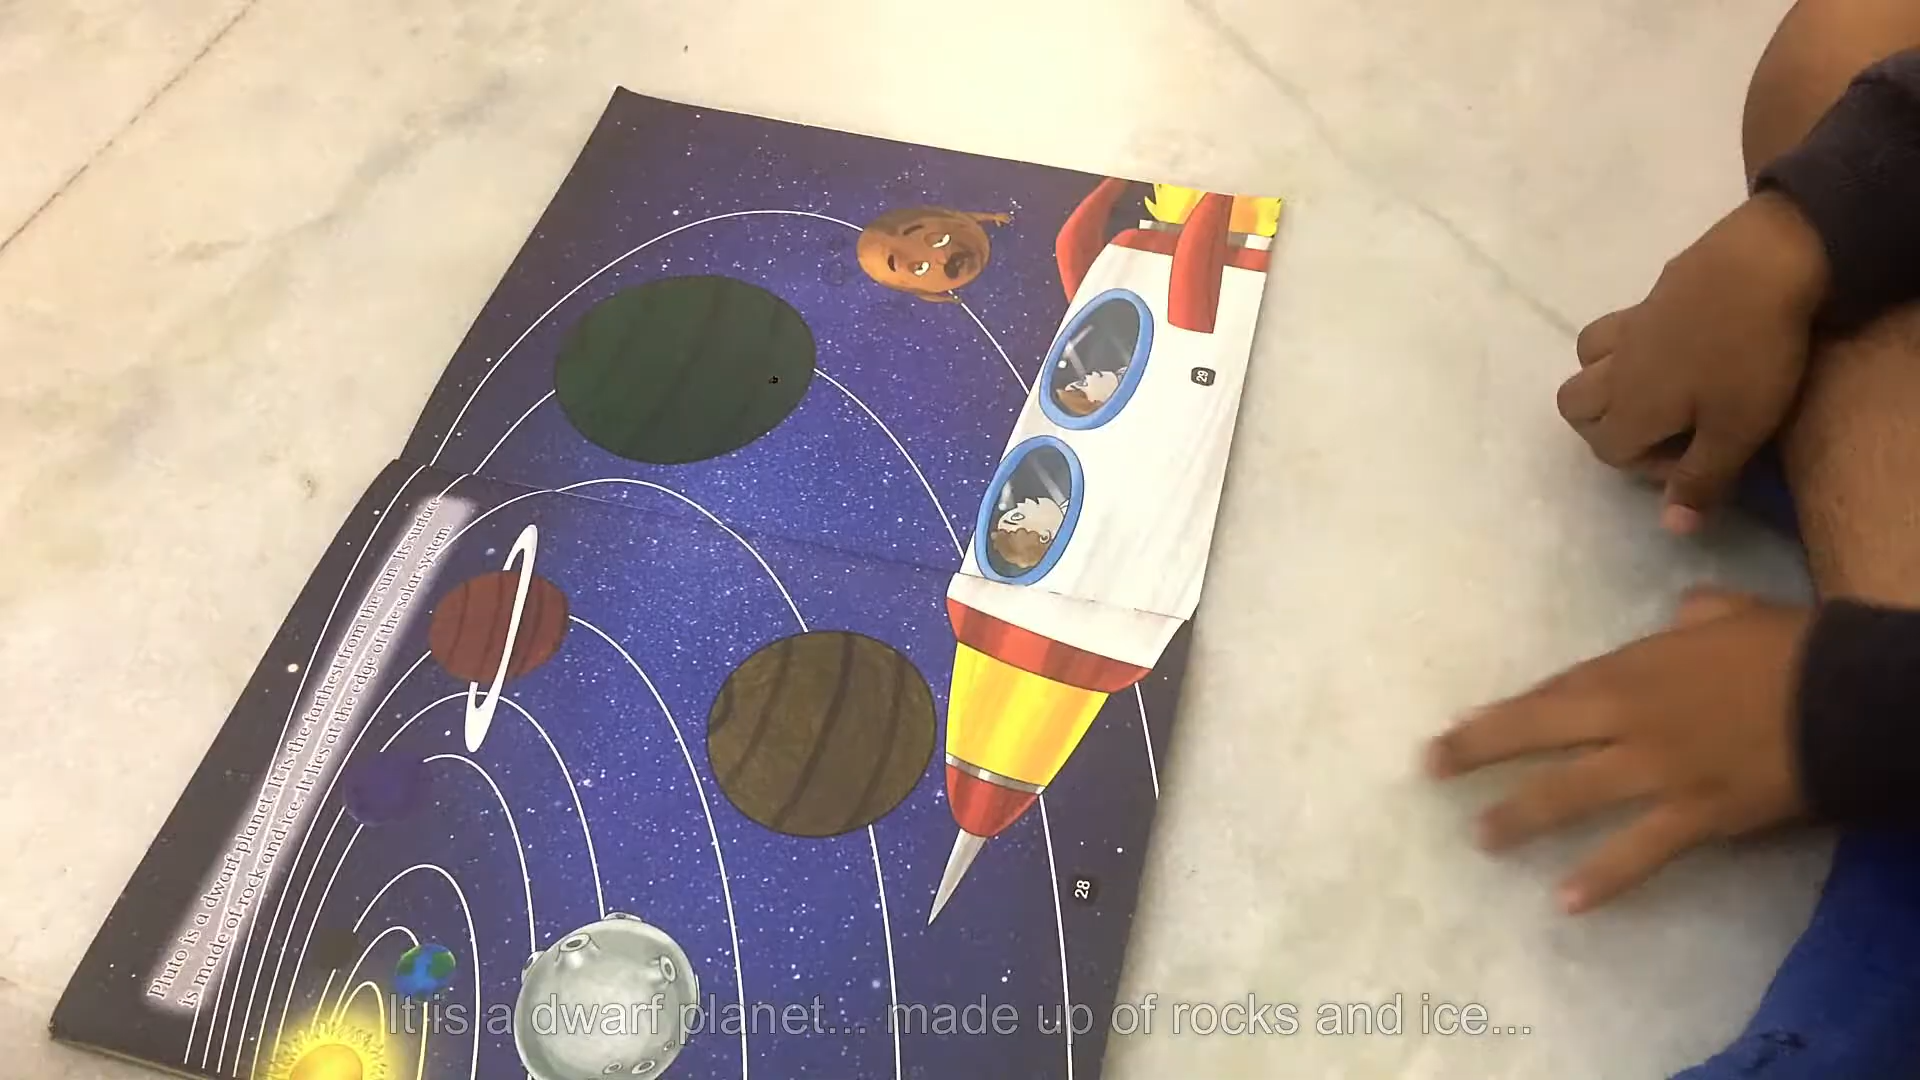 Pluto is a dwarf planet. It is the farthest from the sun. Its surface
is made of rock and ice. It lies at the edge of the solar system.
29
28
It is a dwarf planet... made up of rocks and ice...